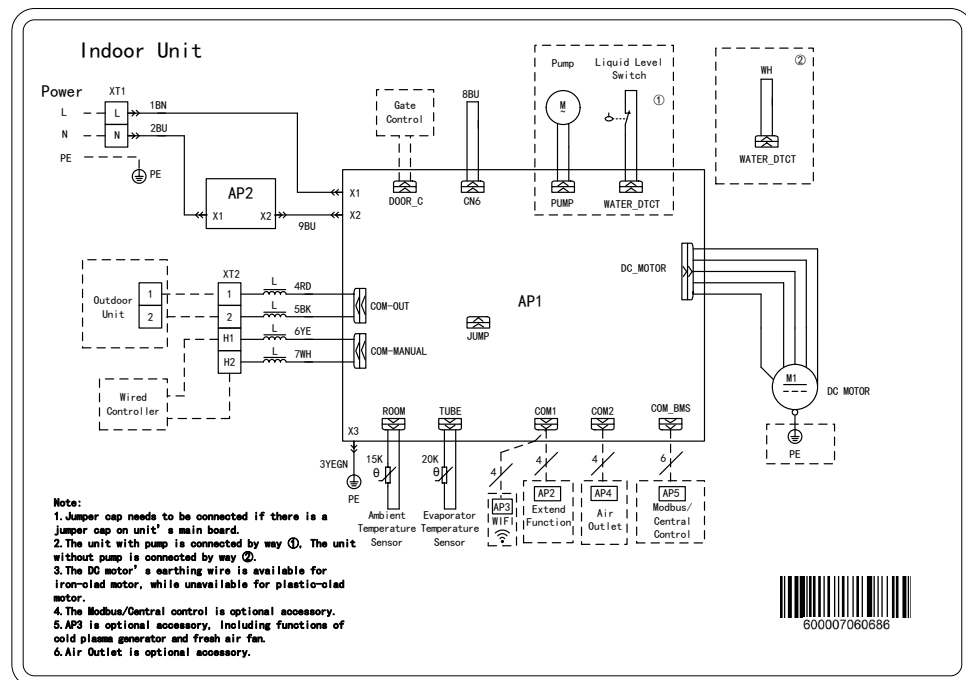 Indoor Unit
Power
XT1
L
L
1BN
N
N
2BU
PE
PE
AP2
X1
X2
9BU
X1
X2
Gate
Control
DOOR_C
8BU
CN6
Pump
Liquid Level
Switch
①
M
~
PUMP
WATER_DTCT
②
WH
WATER_DTCT
Outdoor
Unit
1
2
XT2
1
2
H1
H2
L
4RD
L
5BK
L
6YE
L
7WH
COM-OUT
COM-MANUAL
Wired
Controller
AP1
JUMP
DC_MOTOR
M1
DC MOTOR
PE
X3
3YEGN
PE
ROOM
15K
θ
Ambient
Temperature
Sensor
TUBE
20K
θ
Evaporator
Temperature
Sensor
COM1
COM2
COM_BMS
4
4
4
6
AP3
WIFI
AP2
Extend
Function
AP4
Air
Outlet
AP5
Modbus/
Central
Control
Note:
1.Jumper cap needs to be connected if there is a
jumper cap on unit's main board.
2.The unit with pump is connected by way ①, The unit
without pump is connected by way ②.
3.The DC motor's earthing wire is available for
iron-clad motor, while unavailable for plastic-clad
motor.
4.The Modbus/Central control is optional accessory.
5.AP3 is optional accessory, Including functions of
cold plasma generator and fresh air fan.
6.Air Outlet is optional accessory.
600007060686